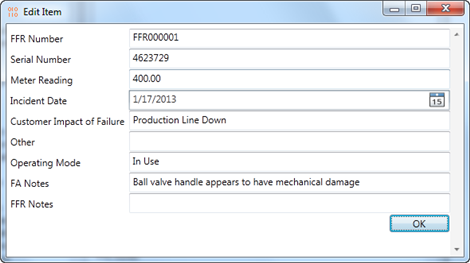 Edit Item
FFR Number FFR000001
Serial Number 4623729
Meter Reading 400.00
Incident Date 1/17/2013 15
Customer Impact of Failure Production Line Down
Other
Operating Mode In Use
FA Notes Ball valve handle appears to have mechanical damage
FFR Notes
OK